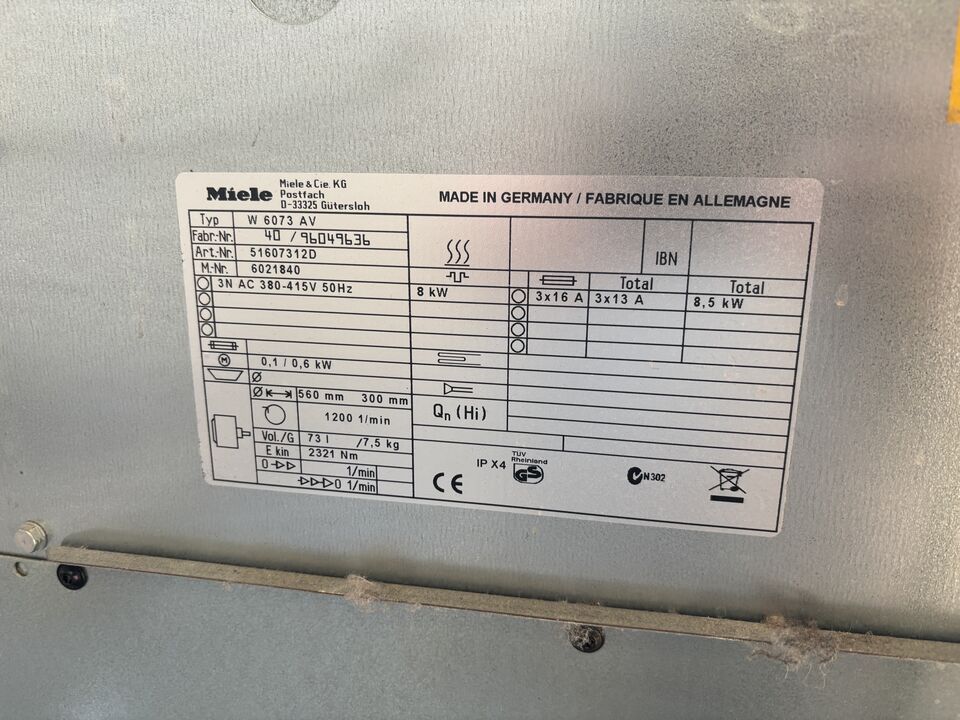 Miele
Miele & Cie. KG
Postfach
D-33325 Gütersloh
MADE IN GERMANY / FABRIQUE EN ALLEMAGNE
Typ W 6073 AV
Fabr.-Nr. 40 / 96049636
Art.-Nr. 51607312D
M.-Nr. 6021840
IBN
Total Total
3N AC 380-415V 50Hz 8 kW 3x16 A 3x13 A 8,5 kW
M 0,1 / 0,6 kW
Ø
Ø 560 mm 300 mm
1200 1/min
Qn (Hi)
Vol./G 73 l /7,5 kg
E kin 2321 Nm
0 1/min
0 1/min
CE
IP X4
TÜV
Rheinland
GS
N302